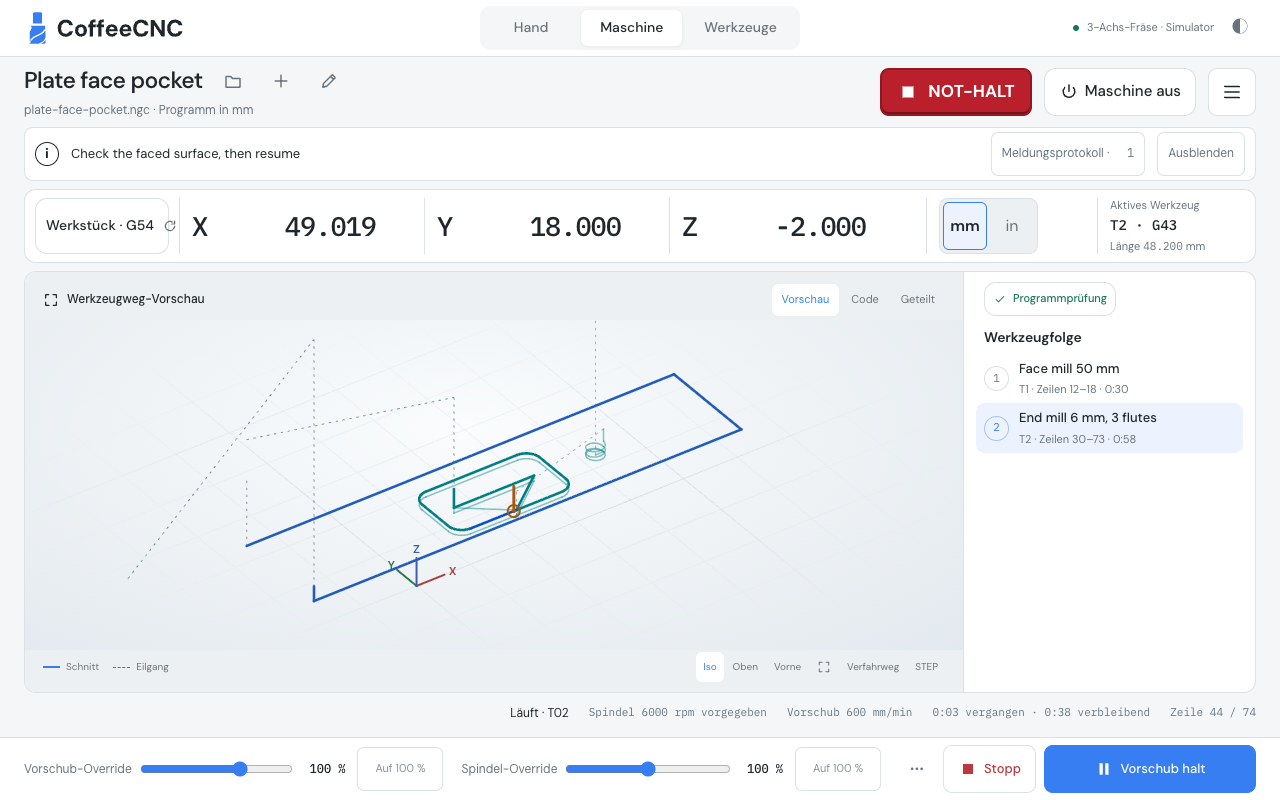 CoffeeCNC
Hand
Maschine
Werkzeuge
3-Achs-Fräse · Simulator
Plate face pocket
plate-face-pocket.ngc · Programm in mm
NOT-HALT
Maschine aus
i
Check the faced surface, then resume
Meldungsprotokoll · 1
Ausblenden
Werkstück · G54
X 49.019
Y 18.000
Z -2.000
mm
in
Aktives Werkzeug
T2 · G43
Länge 48.200 mm
Werkzeugweg-Vorschau
Vorschau
Code
Geteilt
Z
Y
X
Schnitt
Eilgang
Iso
Oben
Vorne
Verfahrweg
STEP
Programmprüfung
Werkzeugfolge
1
Face mill 50 mm
T1 · Zeilen 12–18 · 0:30
2
End mill 6 mm, 3 flutes
T2 · Zeilen 30–73 · 0:58
Läuft · T02
Spindel 6000 rpm vorgegeben
Vorschub 600 mm/min
0:03 vergangen · 0:38 verbleibend
Zeile 44 / 74
Vorschub-Override
100 %
Auf 100 %
Spindel-Override
100 %
Auf 100 %
Stopp
Vorschub halt